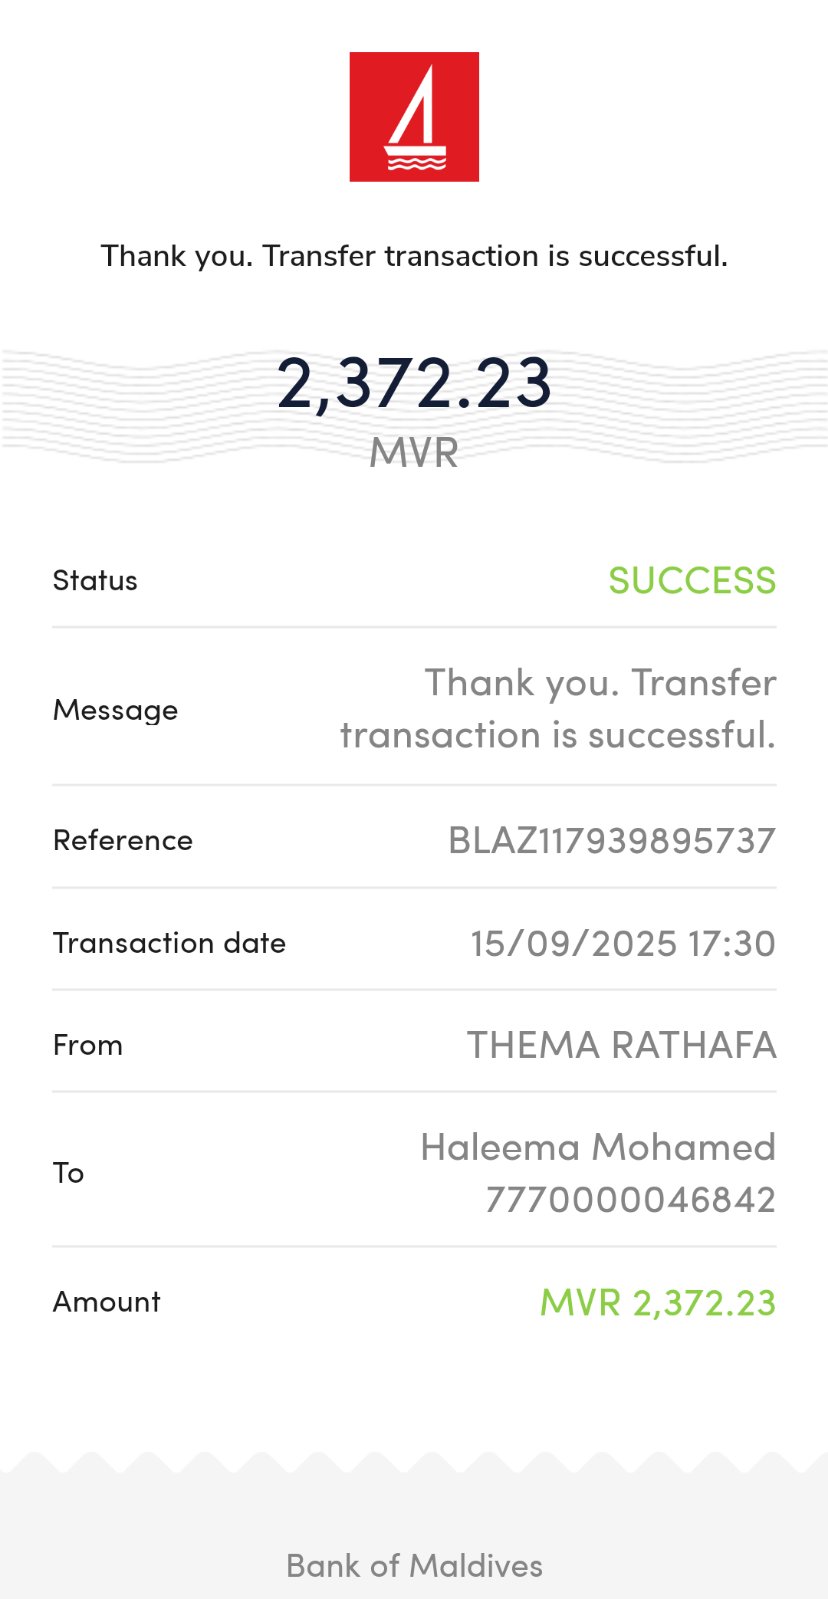 Thank you. Transfer transaction is successful.
2,372.23
MVR
Status SUCCESS
Message Thank you. Transfer
transaction is successful.
Reference BLAZ117939895737
Transaction date 15/09/2025 17:30
From THEMA RATHAFA
To Haleema Mohamed
7770000046842
Amount MVR 2,372.23
Bank of Maldives